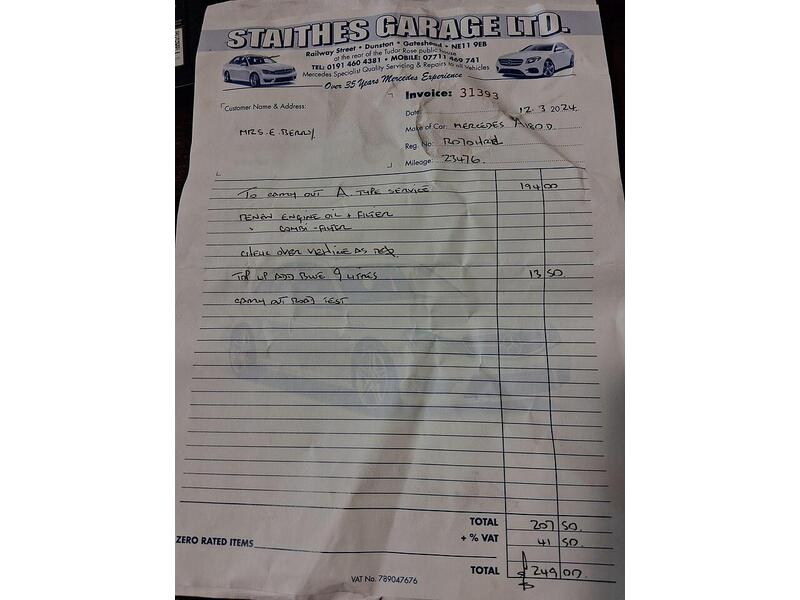 STAITHES GARAGE LTD.
Railway Street • Dunston • Gateshead • NE11 9EB
at the rear of the Tudor Rose public house
TEL: 0191 460 4381 • MOBILE: 07711 469 741
Mercedes Specialist Quality Servicing & Repairs to all Vehicles
Over 35 Years Mercedes Experience
Invoice: 31393
Customer Name & Address:
MRS. E. BERRY
Date: 12.3 2024.
Make of Car: MERCEDES A180D
Reg. No:
Mileage: 23476.
TO CARRY OUT A TYPE SERVICE 194 00
RENEW ENGINE OIL + FILTER
" COMBI-FILTER
CHECK OVER VEHICLE AS REQ.
TOP UP ADD BLUE 9 LITRES 13 50.
CARRY OUT ROAD TEST
TOTAL 207 50.
+ % VAT 41 50.
ZERO RATED ITEMS
TOTAL £ 249 00.
VAT No. 789047676